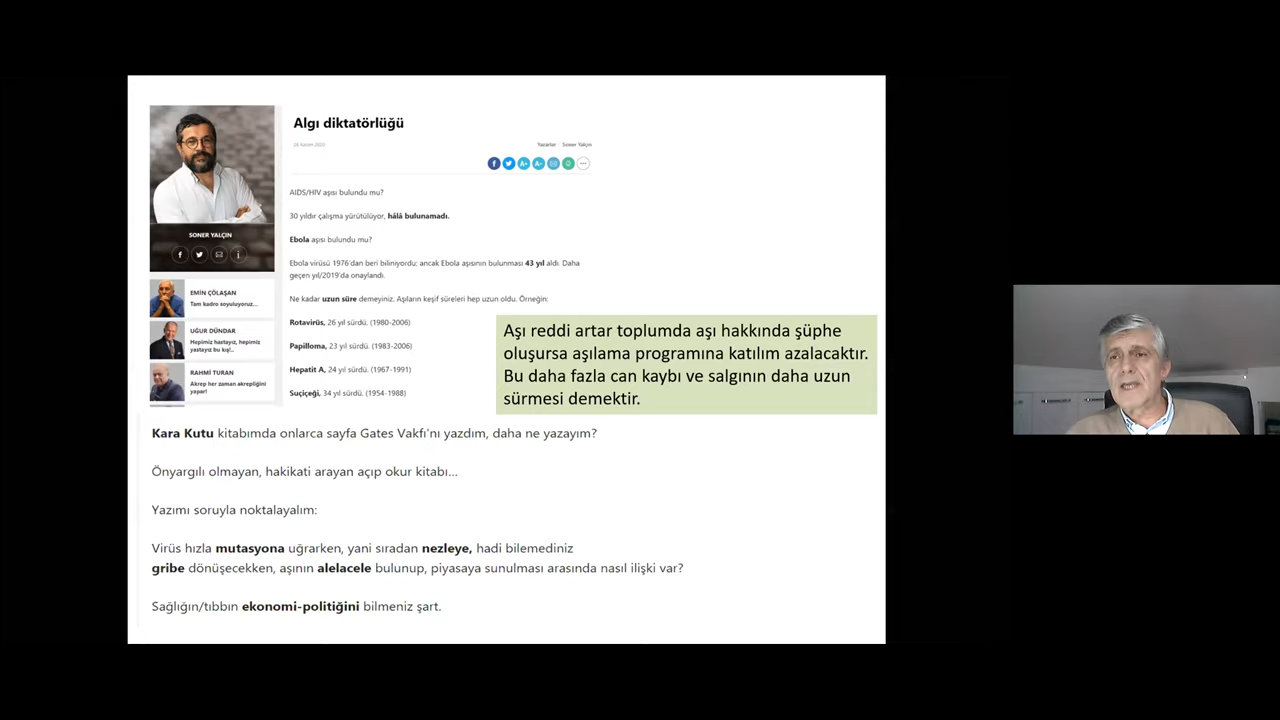 Algı diktatörlüğü
26 Kasım 2020
Yazarlar Soner Yalçın
A+ A-
AIDS/HIV aşısı bulundu mu?
30 yıldır çalışma yürütülüyor, hâlâ bulunamadı.
Ebola aşısı bulundu mu?
Ebola virüsü 1976'dan beri biliniyordu; ancak Ebola aşısının bulunması 43 yıl aldı. Daha
geçen yıl/2019'da onaylandı.
Ne kadar uzun süre demeyiniz. Aşıların keşif süreleri hep uzun oldu. Örneğin:
Rotavirüs, 26 yıl sürdü. (1980-2006)
Papilloma, 23 yıl sürdü. (1983-2006)
Hepatit A, 24 yıl sürdü. (1967-1991)
Suçiçeği, 34 yıl sürdü. (1954-1988)
SONER YALÇIN
EMİN ÇÖLAŞAN
Tam kadro soyuluyoruz...
UĞUR DÜNDAR
Hepimiz hastayız, hepimiz
yastayız bu kış!..
RAHMİ TURAN
Akrep her zaman akrepliğini
yapar!
Aşı reddi artar toplumda aşı hakkında şüphe
oluşursa aşılama programına katılım azalacaktır.
Bu daha fazla can kaybı ve salgının daha uzun
sürmesi demektir.
Kara Kutu kitabımda onlarca sayfa Gates Vakfı'nı yazdım, daha ne yazayım?
Önyargılı olmayan, hakikati arayan açıp okur kitabı...
Yazımı soruyla noktalayalım:
Virüs hızla mutasyona uğrarken, yani sıradan nezleye, hadi bilemediniz
gribe dönüşecekken, aşının alelacele bulunup, piyasaya sunulması arasında nasıl ilişki var?
Sağlığın/tıbbın ekonomi-politiğini bilmeniz şart.